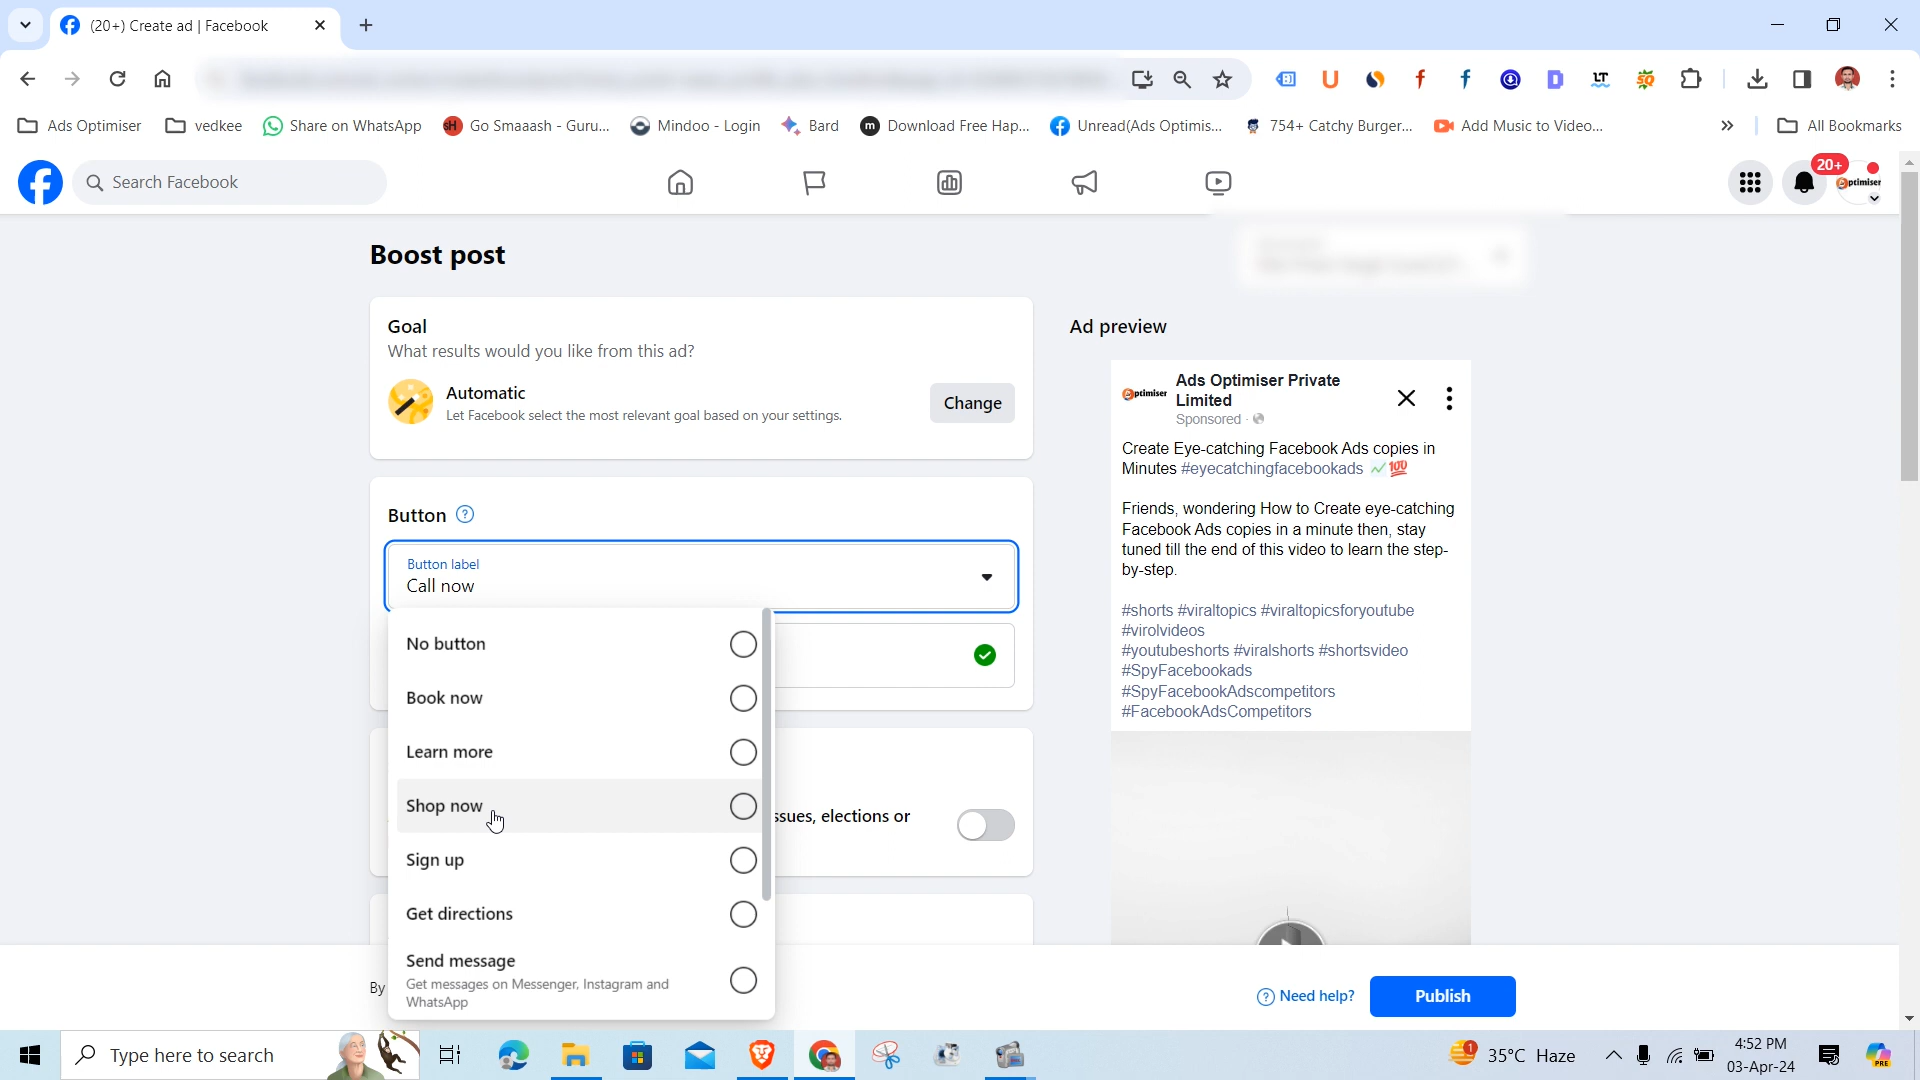 (20+) Create ad | Facebook
Ads Optimiser
vedkee
Share on WhatsApp
SH
Go Smaaash - Guru...
Mindoo - Login
Bard
m
Download Free Hap...
Unread(Ads Optimis...
754+ Catchy Burger...
Add Music to Video...
All Bookmarks
Search Facebook
20+
Optimiser
Boost post
Goal
What results would you like from this ad?
Automatic
Let Facebook select the most relevant goal based on your settings.
Change
Button
Button label
Call now
No button
Book now
Learn more
Shop now
Sign up
Get directions
Send message
Get messages on Messenger, Instagram and
WhatsApp
ssues, elections or
By
Ad preview
Optimiser
Ads Optimiser Private
Limited
Sponsored ·
Create Eye-catching Facebook Ads copies in
Minutes #eyecatchingfacebookads 100
Friends, wondering How to Create eye-catching
Facebook Ads copies in a minute then, stay
tuned till the end of this video to learn the step-
by-step.
#shorts #viraltopics #viraltopicsforyoutube
#virolvideos
#youtubeshorts #viralshorts #shortsvideo
#SpyFacebookads
#SpyFacebookAdscompetitors
#FacebookAdsCompetitors
Need help?
Publish
Type here to search
1
35°C Haze
4:52 PM
03-Apr-24
PRE